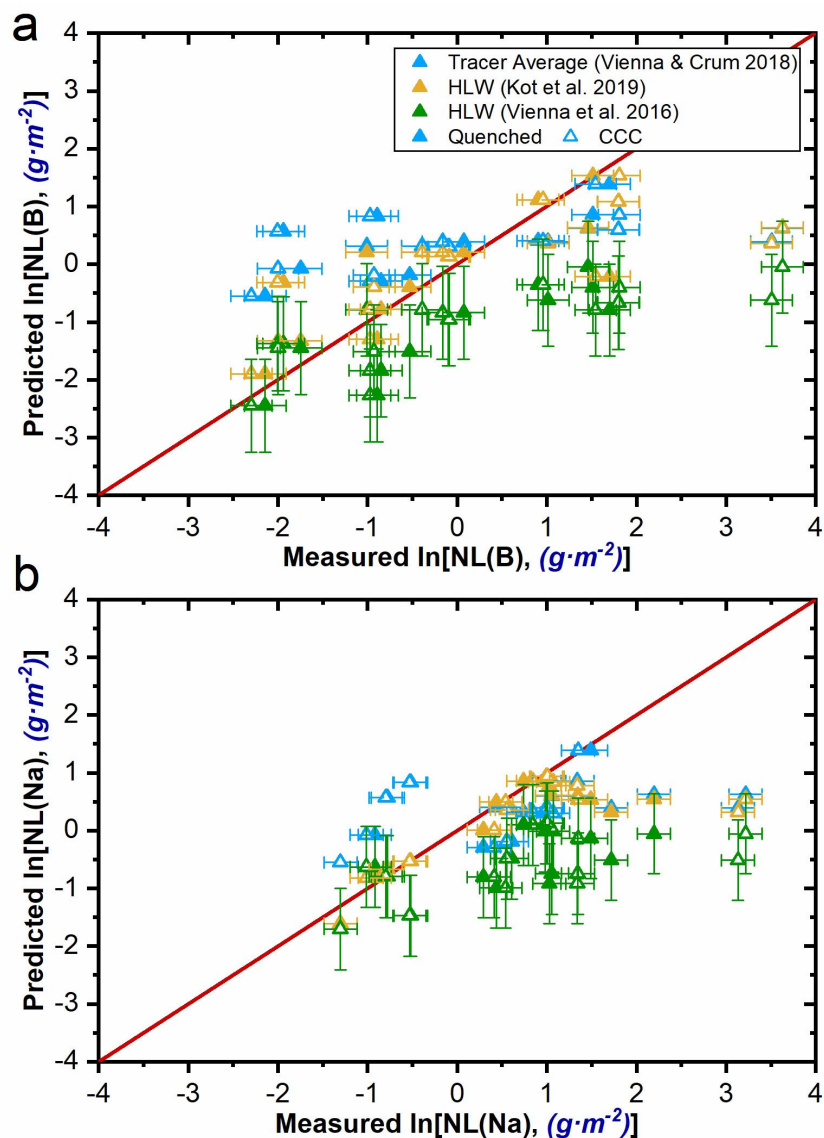 a
4
3
2
1
0
-1
-2
-3
-4
Predicted ln[NL(B), (g·m⁻²)]
Tracer Average (Vienna & Crum 2018)
HLW (Kot et al. 2019)
HLW (Vienna et al. 2016)
Quenched CCC
-4 -3 -2 -1 0 1 2 3 4
Measured ln[NL(B), (g·m⁻²)]
b
4
3
2
1
0
-1
-2
-3
-4
Predicted ln[NL(Na), (g·m⁻²)]
-4 -3 -2 -1 0 1 2 3 4
Measured ln[NL(Na), (g·m⁻²)]